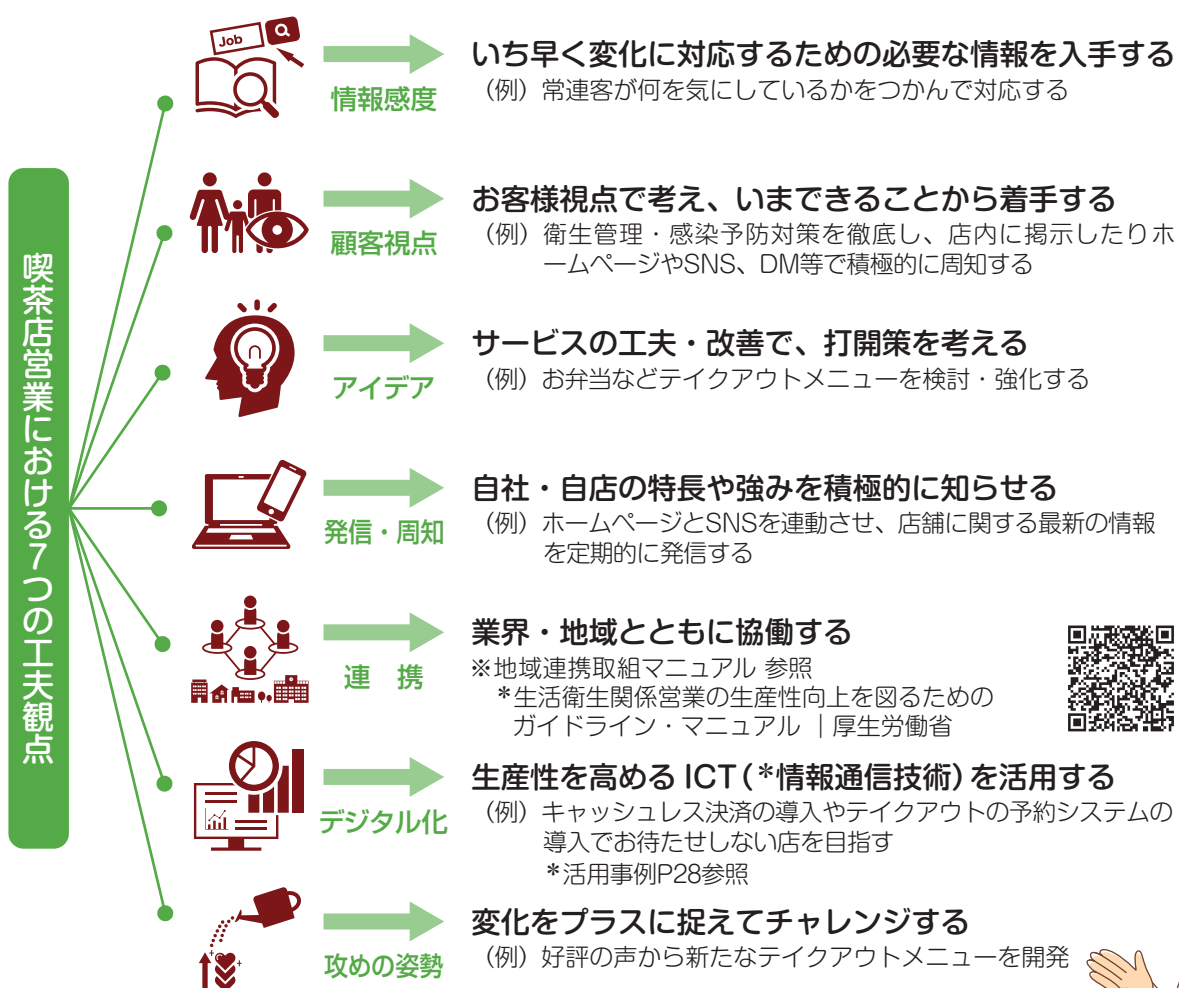 喫茶店営業における7つの工夫観点
Job
情報感度
いち早く変化に対応するための必要な情報を入手する
（例）常連客が何を気にしているかをつかんで対応する
顧客視点
お客様視点で考え、いまできることから着手する
（例）衛生管理・感染予防対策を徹底し、店内に掲示したりホ
ームページやSNS、DM等で積極的に周知する
アイデア
サービスの工夫・改善で、打開策を考える
（例）お弁当などテイクアウトメニューを検討・強化する
発信・周知
自社・自店の特長や強みを積極的に知らせる
（例）ホームページとSNSを連動させ、店舗に関する最新の情報
を定期的に発信する
連　携
業界・地域とともに協働する
※地域連携取組マニュアル 参照
＊生活衛生関係営業の生産性向上を図るための
ガイドライン・マニュアル ｜厚生労働省
デジタル化
生産性を高める ICT（＊情報通信技術）を活用する
（例）キャッシュレス決済の導入やテイクアウトの予約システムの
導入でお待たせしない店を目指す
＊活用事例P28参照
攻めの姿勢
変化をプラスに捉えてチャレンジする
（例）好評の声から新たなテイクアウトメニューを開発